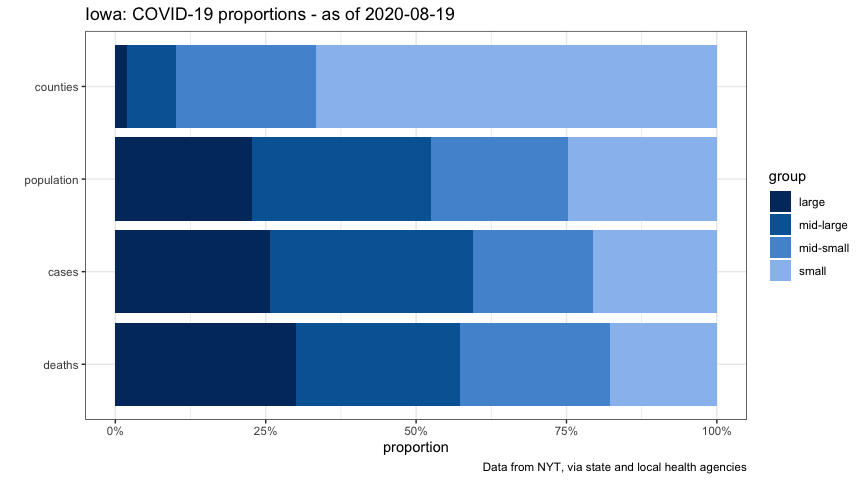 Iowa: COVID-19 proportions - as of 2020-08-19
counties
population
cases
deaths
0% 25% 50% 75% 100%
proportion
group
large
mid-large
mid-small
small
Data from NYT, via state and local health agencies